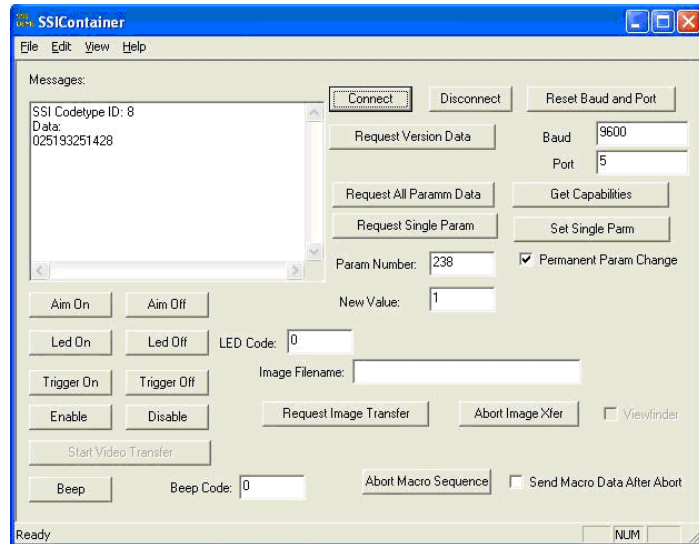 SSIContainer
File Edit View Help
Messages:
SSI Codetype ID: 8
Data:
025193251428
Connect Disconnect Reset Baud and Port
Request Version Data Baud 9600
Port 5
Request All Paramm Data Get Capabilities
Request Single Param Set Single Parm
Param Number: 238 Permanent Param Change
New Value: 1
Aim On Aim Off
Led On Led Off LED Code: 0
Image Filename:
Trigger On Trigger Off
Enable Disable Request Image Transfer Abort Image Xfer Viewfinder
Start Video Transfer
Beep Beep Code: 0 Abort Macro Sequence Send Macro Data After Abort
Ready NUM